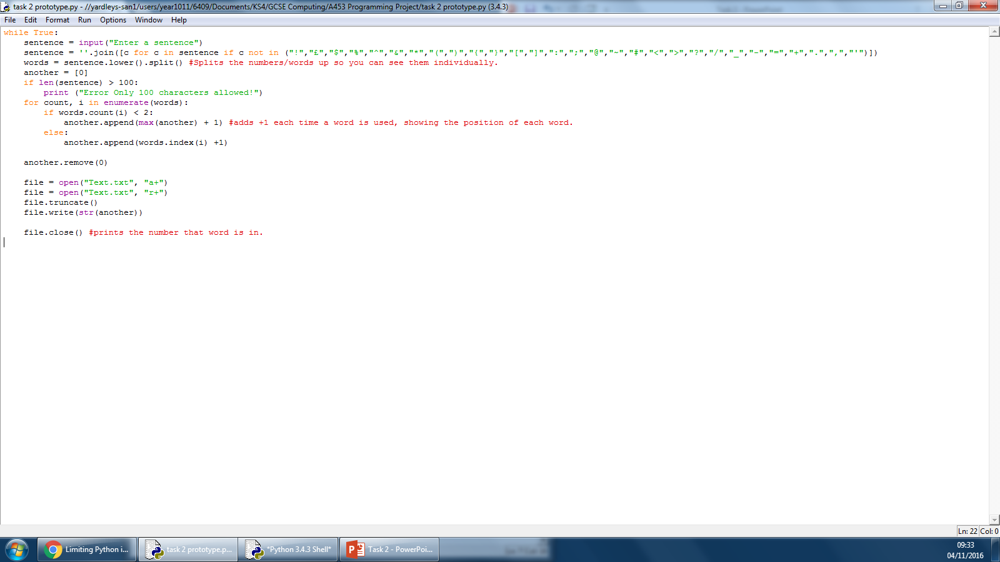 task 2 prototype.py - //yardleys-san1/users/year1011/6409/Documents/KS4/GCSE Computing/A453 Programming Project/task 2 prototype.py (3.4.3)
File Edit Format Run Options Window Help
while True:
    sentence = input("Enter a sentence")
    sentence = ''.join([c for c in sentence if c not in ("!","£","$","%","^","&","*","(",")","{","}","[","]",":",";","@","~","#","<",">","?","/","_","-","=","+",".",",","'")])
    words = sentence.lower().split() #Splits the numbers/words up so you can see them individually.
    another = [0]
    if len(sentence) > 100:
        print ("Error Only 100 characters allowed!")
    for count, i in enumerate(words):
        if words.count(i) < 2:
            another.append(max(another) + 1) #adds +1 each time a word is used, showing the position of each word.
        else:
            another.append(words.index(i) +1)
    another.remove(0)
    file = open("Text.txt", "a+")
    file = open("Text.txt", "r+")
    file.truncate()
    file.write(str(another))
    file.close() #prints the number that word is in.
Ln: 22 Col: 0
Limiting Python i...
task 2 prototype.p...
*Python 3.4.3 Shell*
Task 2 - PowerPoi...
09:33
04/11/2016